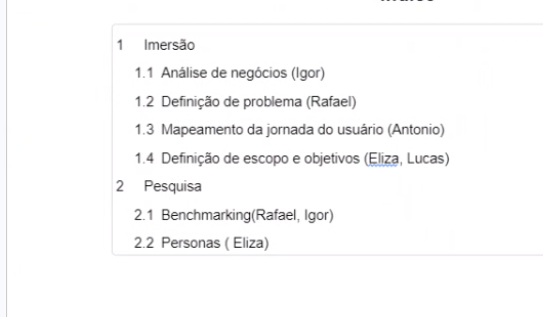 1 Imersão
1.1 Análise de negócios (Igor)
1.2 Definição de problema (Rafael)
1.3 Mapeamento da jornada do usuário (Antonio)
1.4 Definição de escopo e objetivos (Eliza, Lucas)
2 Pesquisa
2.1 Benchmarking(Rafael, Igor)
2.2 Personas ( Eliza)